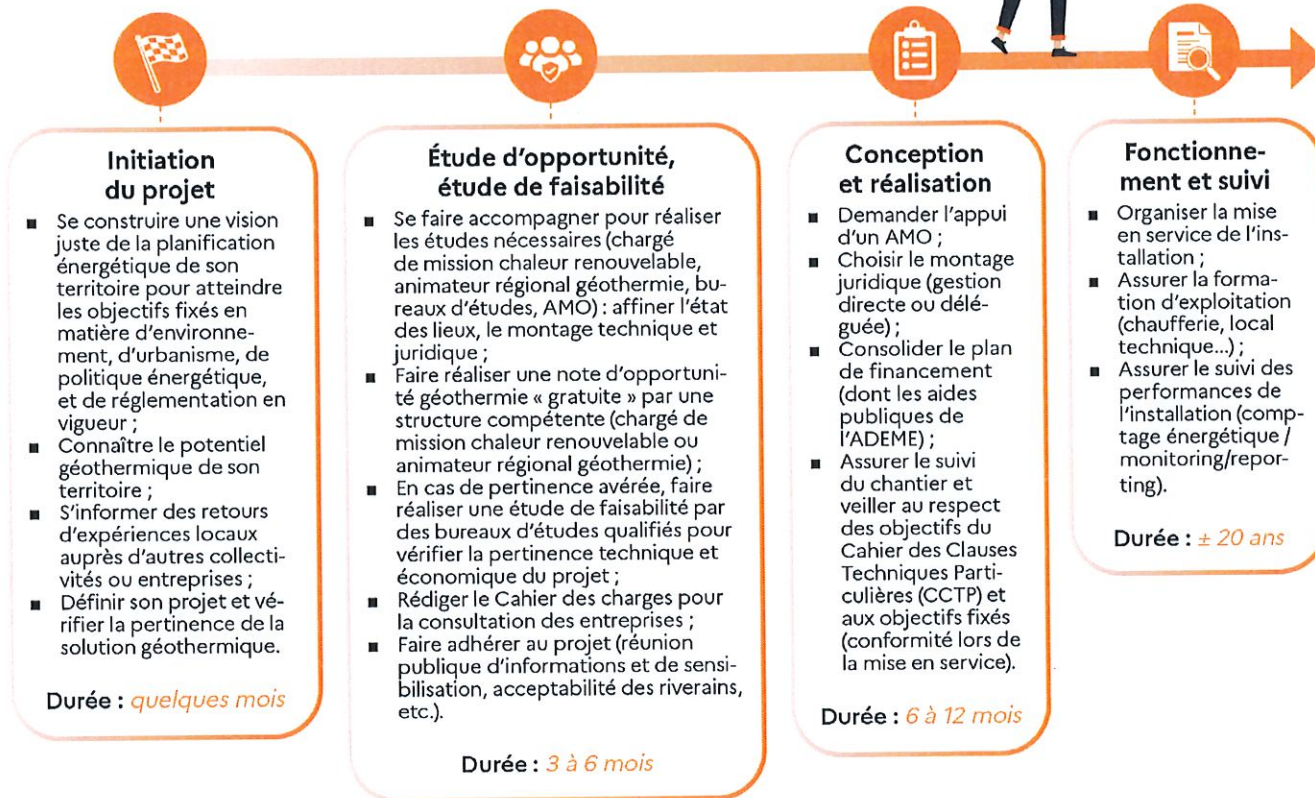 Initiation
du projet
■ Se construire une vision
juste de la planification
énergétique de son
territoire pour atteindre
les objectifs fixés en
matière d'environne-
ment, d'urbanisme, de
politique énergétique,
et de réglementation en
vigueur ;
■ Connaître le potentiel
géothermique de son
territoire ;
■ S'informer des retours
d'expériences locaux
auprès d'autres collecti-
vités ou entreprises ;
■ Définir son projet et vé-
rifier la pertinence de la
solution géothermique.
Durée : quelques mois
Étude d'opportunité,
étude de faisabilité
■ Se faire accompagner pour réaliser
les études nécessaires (chargé
de mission chaleur renouvelable,
animateur régional géothermie, bu-
reaux d'études, AMO) : affiner l'état
des lieux, le montage technique et
juridique ;
■ Faire réaliser une note d'opportuni-
té géothermie « gratuite » par une
structure compétente (chargé de
mission chaleur renouvelable ou
animateur régional géothermie) ;
■ En cas de pertinence avérée, faire
réaliser une étude de faisabilité par
des bureaux d'études qualifiés pour
vérifier la pertinence technique et
économique du projet ;
■ Rédiger le Cahier des charges pour
la consultation des entreprises ;
■ Faire adhérer au projet (réunion
publique d'informations et de sensi-
bilisation, acceptabilité des riverains,
etc.).
Durée : 3 à 6 mois
Conception
et réalisation
■ Demander l'appui
d'un AMO ;
■ Choisir le montage
juridique (gestion
directe ou délé-
guée) ;
■ Consolider le plan
de financement
(dont les aides
publiques de
l'ADEME) ;
■ Assurer le suivi
du chantier et
veiller au respect
des objectifs du
Cahier des Clauses
Techniques Parti-
culières (CCTP) et
aux objectifs fixés
(conformité lors de
la mise en service).
Durée : 6 à 12 mois
Fonctionne-
ment et suivi
■ Organiser la mise
en service de l'ins-
tallation ;
■ Assurer la forma-
tion d'exploitation
(chaufferie, local
technique...) ;
■ Assurer le suivi des
performances de
l'installation (comp-
tage énergétique /
monitoring/repor-
ting).
Durée : ± 20 ans